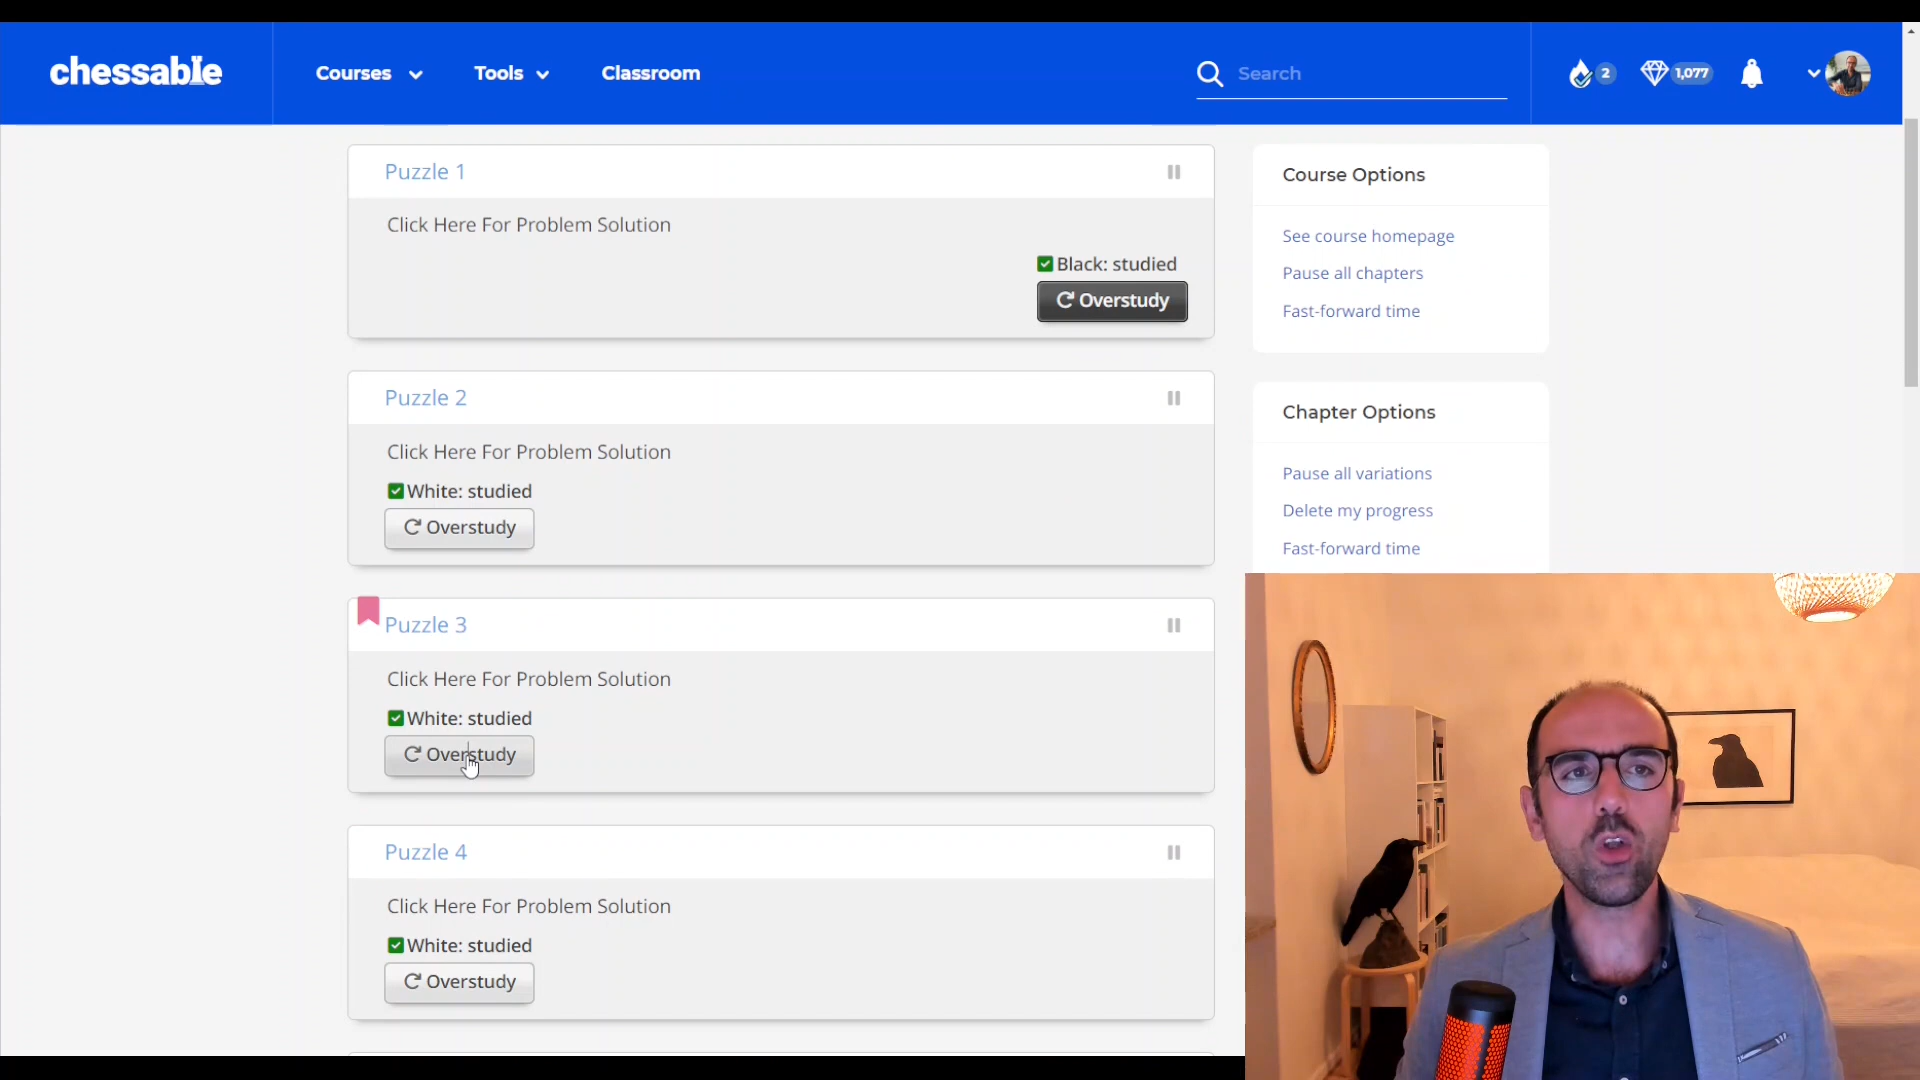 chessable
Courses
Tools
Classroom
Search
2
1,077
Puzzle 1
Click Here For Problem Solution
Black: studied
Overstudy
Puzzle 2
Click Here For Problem Solution
White: studied
Overstudy
Puzzle 3
Click Here For Problem Solution
White: studied
Overstudy
Puzzle 4
Click Here For Problem Solution
White: studied
Overstudy
Course Options
See course homepage
Pause all chapters
Fast-forward time
Chapter Options
Pause all variations
Delete my progress
Fast-forward time